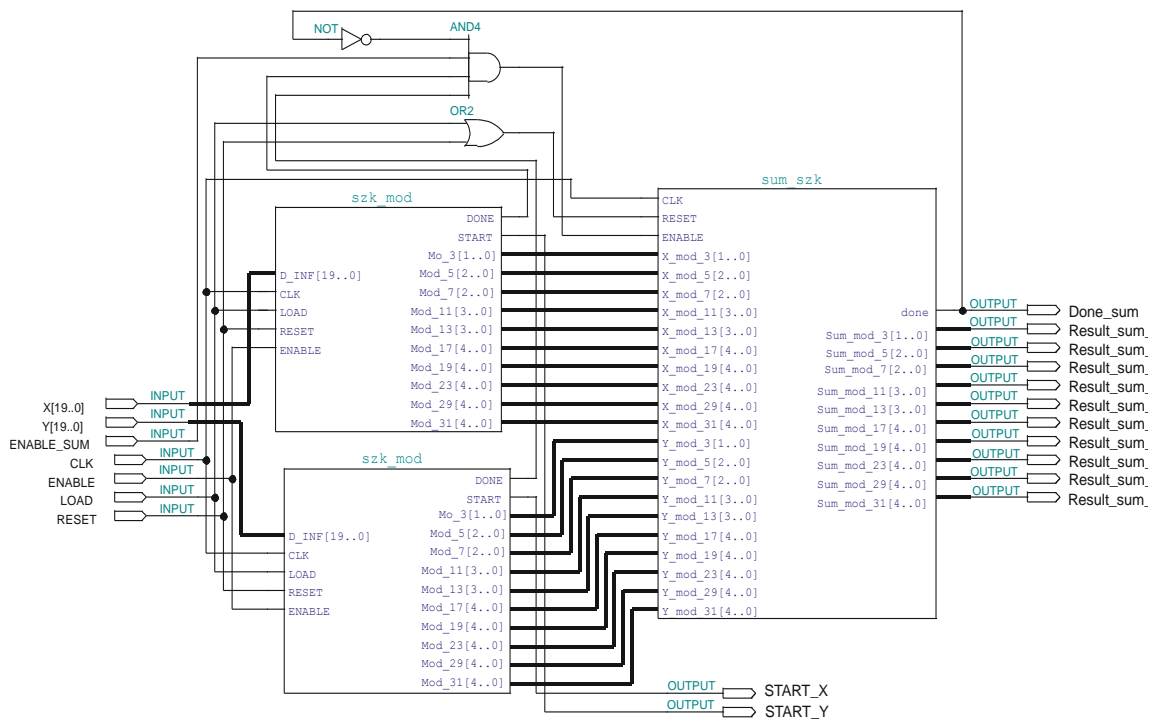 NOT
AND4
OR2
szk_mod
DONE
START
Mo_3[1..0]
D_INF[19..0]
Mod_5[2..0]
CLK
Mod_7[2..0]
LOAD
Mod_11[3..0]
RESET
Mod_13[3..0]
ENABLE
Mod_17[4..0]
Mod_19[4..0]
Mod_23[4..0]
Mod_29[4..0]
Mod_31[4..0]
szk_mod
DONE
START
Mo_3[1..0]
D_INF[19..0]
Mod_5[2..0]
CLK
Mod_7[2..0]
LOAD
Mod_11[3..0]
RESET
Mod_13[3..0]
ENABLE
Mod_17[4..0]
Mod_19[4..0]
Mod_23[4..0]
Mod_29[4..0]
Mod_31[4..0]
sum_szk
CLK
RESET
ENABLE
X_mod_3[1..0]
X_mod_5[2..0]
X_mod_7[2..0]
X_mod_11[3..0]
X_mod_13[3..0]
X_mod_17[4..0]
X_mod_19[4..0]
X_mod_23[4..0]
X_mod_29[4..0]
X_mod_31[4..0]
Y_mod_3[1..0]
Y_mod_5[2..0]
Y_mod_7[2..0]
Y_mod_11[3..0]
Y_mod_13[3..0]
Y_mod_17[4..0]
Y_mod_19[4..0]
Y_mod_23[4..0]
Y_mod_29[4..0]
Y_mod_31[4..0]
done
Sum_mod_3[1..0]
Sum_mod_5[2..0]
Sum_mod_7[2..0]
Sum_mod_11[3..0]
Sum_mod_13[3..0]
Sum_mod_17[4..0]
Sum_mod_19[4..0]
Sum_mod_23[4..0]
Sum_mod_29[4..0]
Sum_mod_31[4..0]
OUTPUT Done_sum
OUTPUT Result_sum_
OUTPUT Result_sum_
OUTPUT Result_sum_
OUTPUT Result_sum_
OUTPUT Result_sum_
OUTPUT Result_sum_
OUTPUT Result_sum_
OUTPUT Result_sum_
OUTPUT Result_sum_
OUTPUT Result_sum_
X[19..0] INPUT
Y[19..0] INPUT
ENABLE_SUM INPUT
CLK INPUT
ENABLE INPUT
LOAD INPUT
RESET INPUT
OUTPUT START_X
OUTPUT START_Y